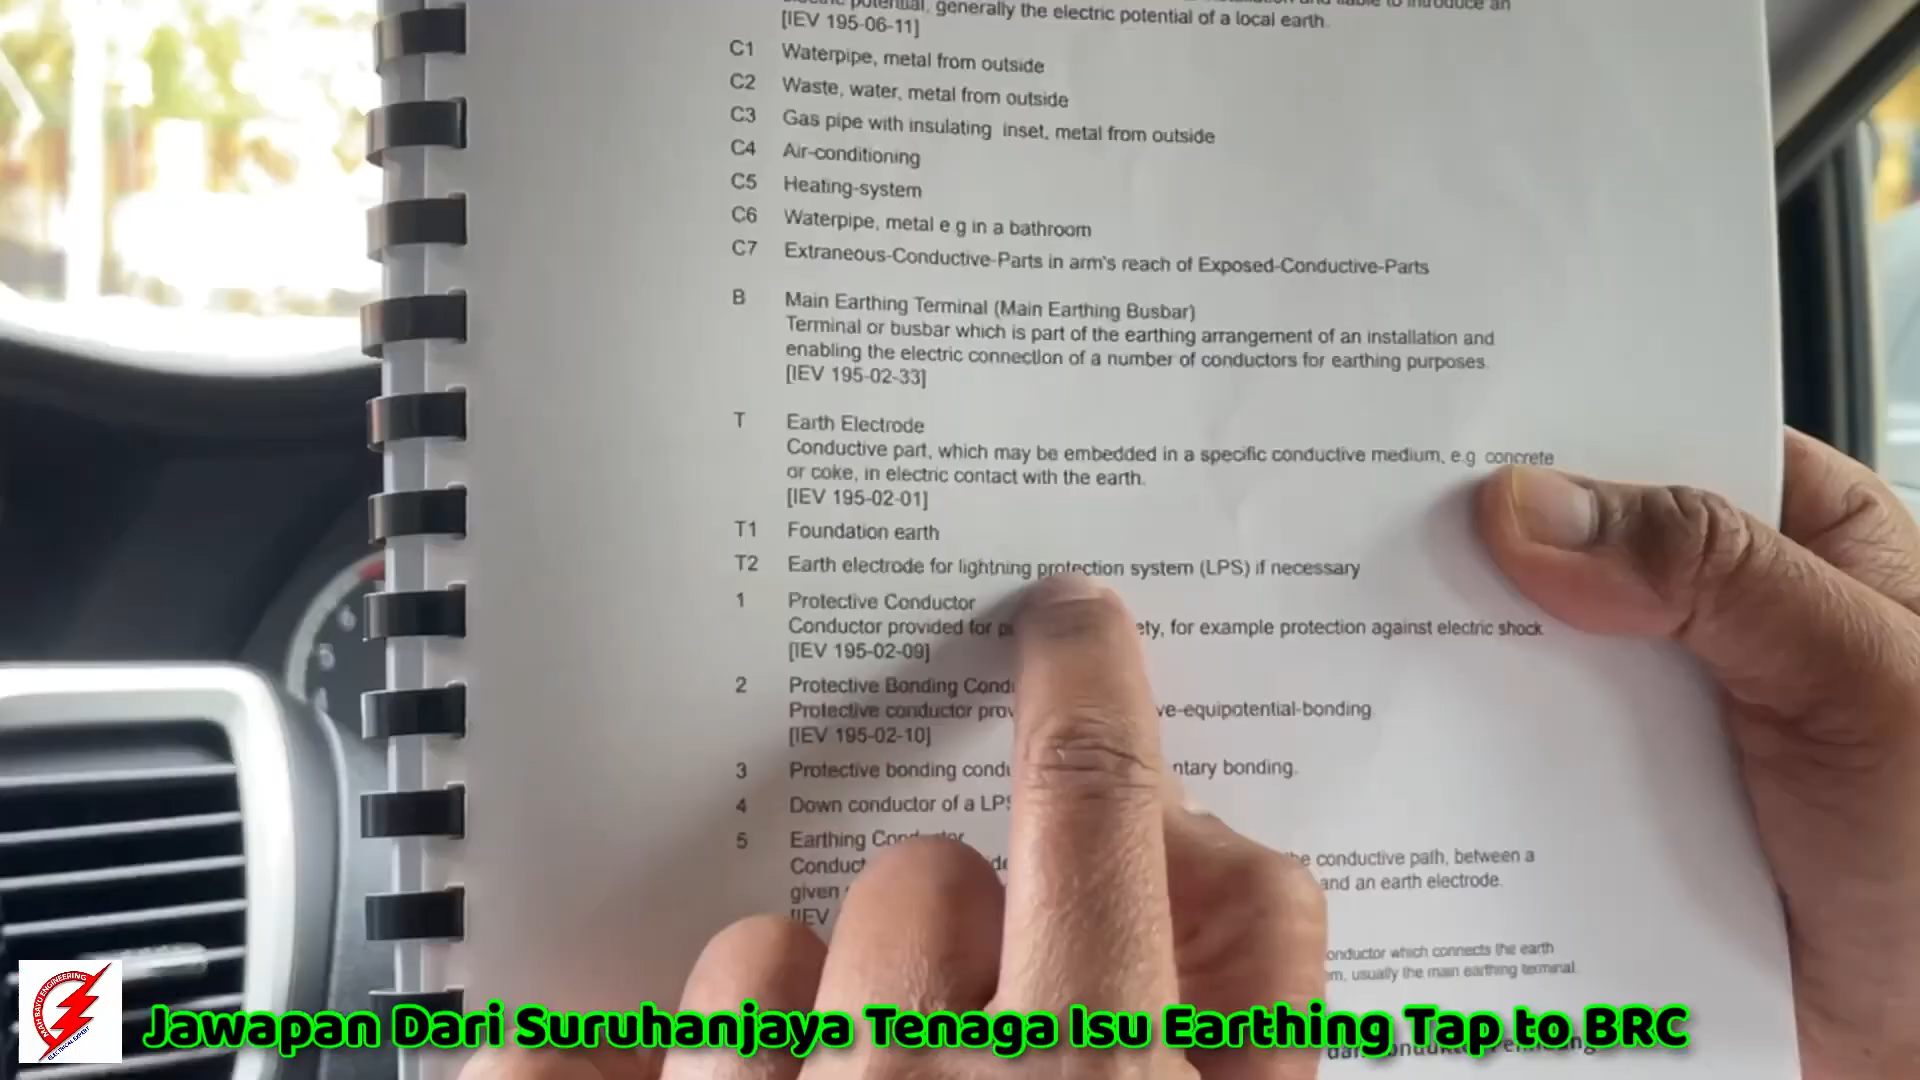 potential, generally the electric potential of a local earth.
[IEV 195-06-11]
C1 Waterpipe, metal from outside
C2 Waste, water, metal from outside
C3 Gas pipe with insulating inset, metal from outside
C4 Air-conditioning
C5 Heating-system
C6 Waterpipe, metal e.g in a bathroom
C7 Extraneous-Conductive-Parts in arm's reach of Exposed-Conductive-Parts
B Main Earthing Terminal (Main Earthing Busbar)
Terminal or busbar which is part of the earthing arrangement of an installation and
enabling the electric connection of a number of conductors for earthing purposes.
[IEV 195-02-33]
T Earth Electrode
Conductive part, which may be embedded in a specific conductive medium, e.g concrete
or coke, in electric contact with the earth.
[IEV 195-02-01]
T1 Foundation earth
T2 Earth electrode for lightning protection system (LPS) if necessary
1 Protective Conductor
Conductor provided for for example protection against electric shock
[IEV 195-02-09]
2 Protective Bonding
Protective conductor ve-equipotential-bonding.
[IEV 195-02-10]
3 Protective bonding bonding.
4 Down conductor of a
5 Earthing
conductive path, between a
given and an earth electrode.
[IEV
which connects the earth
usually the main earthing terminal.
MAH BAYU ENGINEERING
ELECTRICAL EXPERT
Jawapan Dari Suruhanjaya Tenaga Isu Earthing Tap to BRC